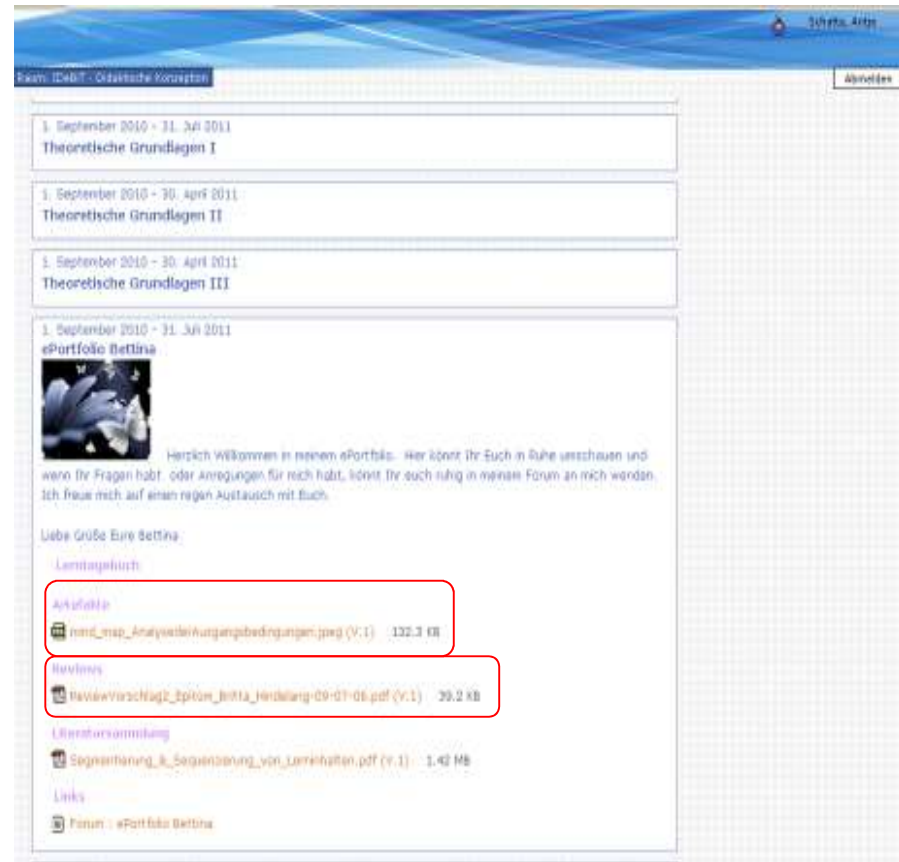 Raum: IDeBiT - Didaktische Konzeption
Abmelden
1. September 2010 - 31. Juli 2011
Theoretische Grundlagen I
1. September 2010 - 30. April 2011
Theoretische Grundlagen II
1. September 2010 - 30. April 2011
Theoretische Grundlagen III
1. September 2010 - 31. Juli 2011
ePortfolio Bettina
Herzlich Willkommen in meinem ePortfolio. Hier könnt Ihr Euch in Ruhe umschauen und
wenn Ihr Fragen habt oder Anregungen für mich habt, könnt Ihr euch ruhig in meinem Forum an mich wenden.
Ich freue mich auf einen regen Austausch mit Euch.
Liebe Grüße Eure Bettina
Lerntagebuch
Artefakte
mind_map_AnalysederAusgangsbedingungen.jpeg (V.1) 132.3 KB
Reviews
ReviewVorschlag2_Epitum_Britta_Hindelang-09-07-06.pdf (V.1) 39.2 KB
Literatursammlung
Segmentierung_&_Sequenzierung_von_Lerninhalten.pdf (V.1) 1.42 MB
Links
Forum : ePortfolio Bettina